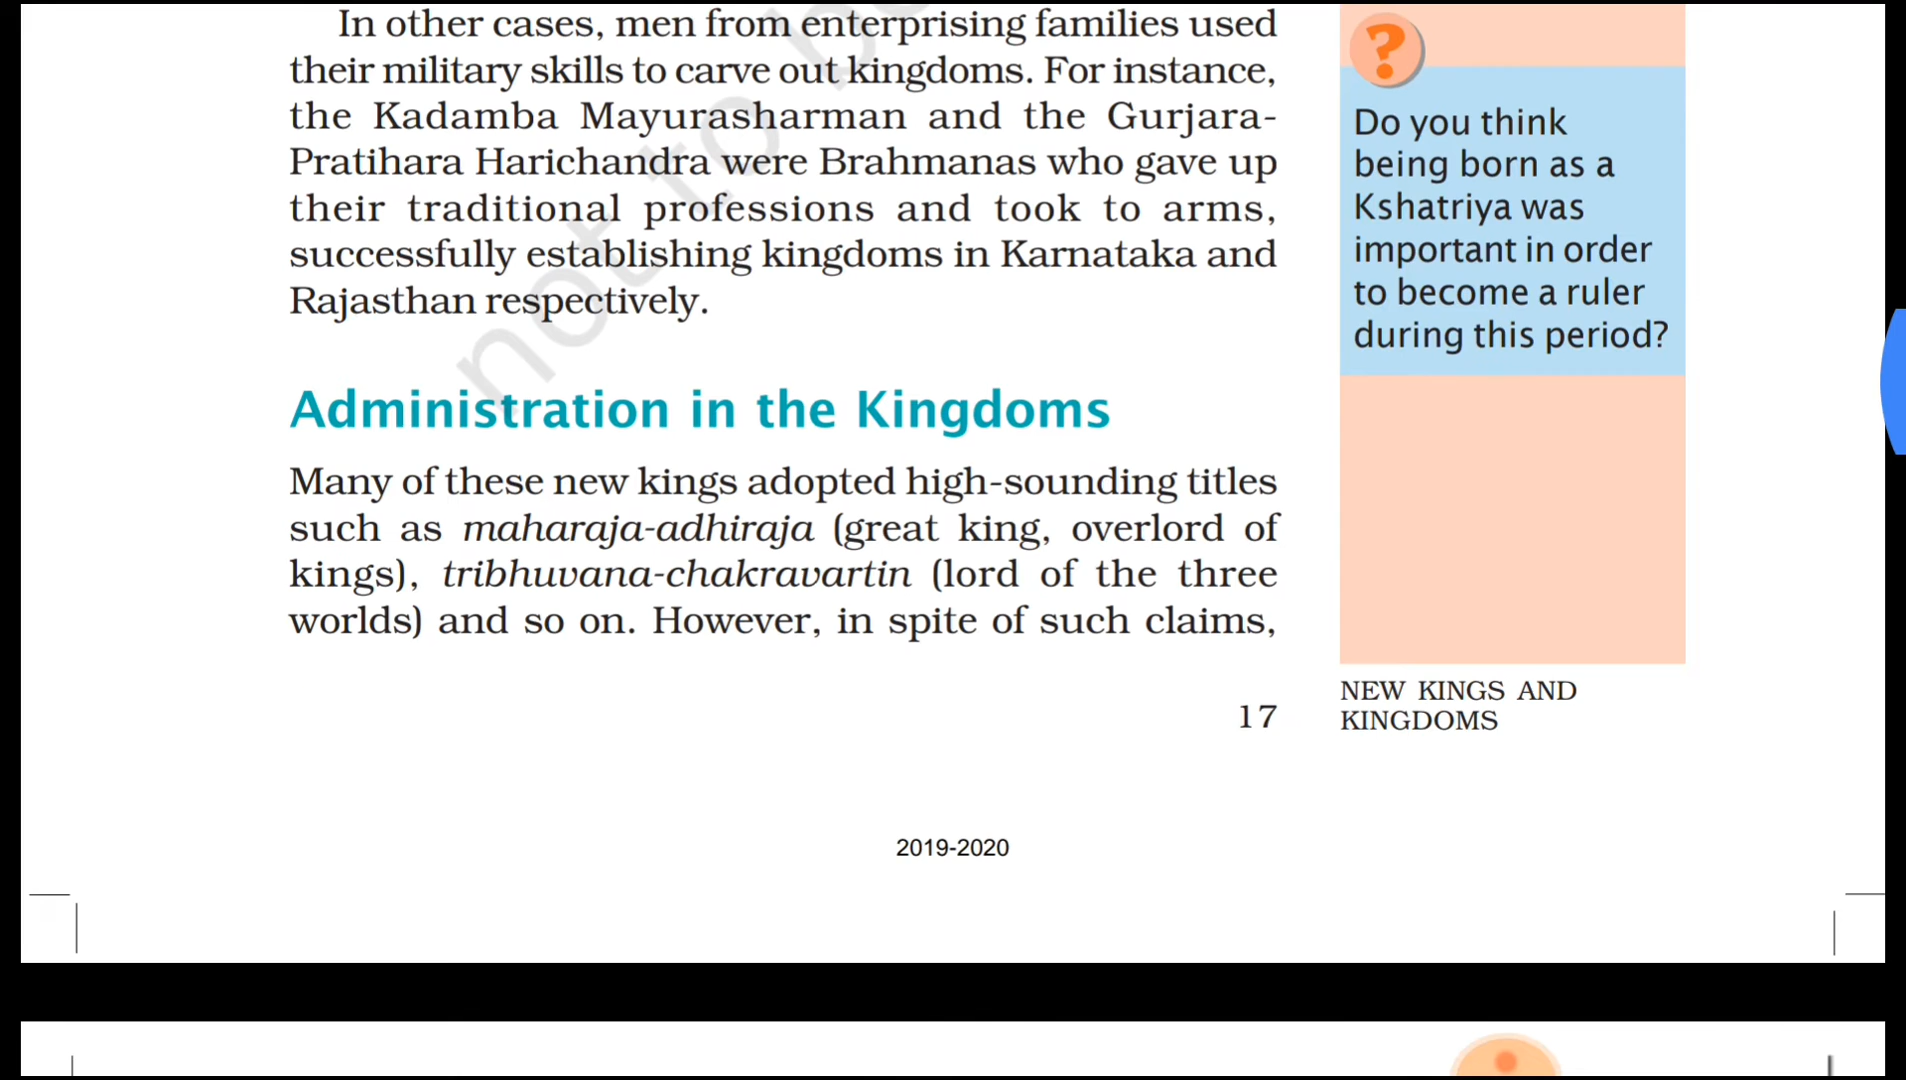 In other cases, men from enterprising families used
their military skills to carve out kingdoms. For instance,
the Kadamba Mayurasharman and the Gurjara-
Pratihara Harichandra were Brahmanas who gave up
their traditional professions and took to arms,
successfully establishing kingdoms in Karnataka and
Rajasthan respectively.
Administration in the Kingdoms
Many of these new kings adopted high-sounding titles
such as maharaja-adhiraja (great king, overlord of
kings), tribhuvana-chakravartin (lord of the three
worlds) and so on. However, in spite of such claims,
17
?
Do you think
being born as a
Kshatriya was
important in order
to become a ruler
during this period?
NEW KINGS AND
KINGDOMS
2019-2020
not to b